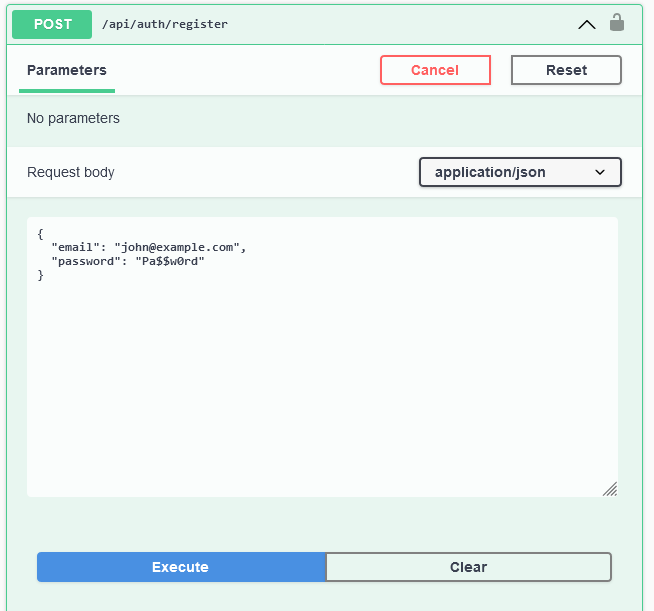 POST /api/auth/register
Parameters Cancel Reset
No parameters
Request body application/json
{
  "email": "john@example.com",
  "password": "Pa$$w0rd"
}
Execute Clear